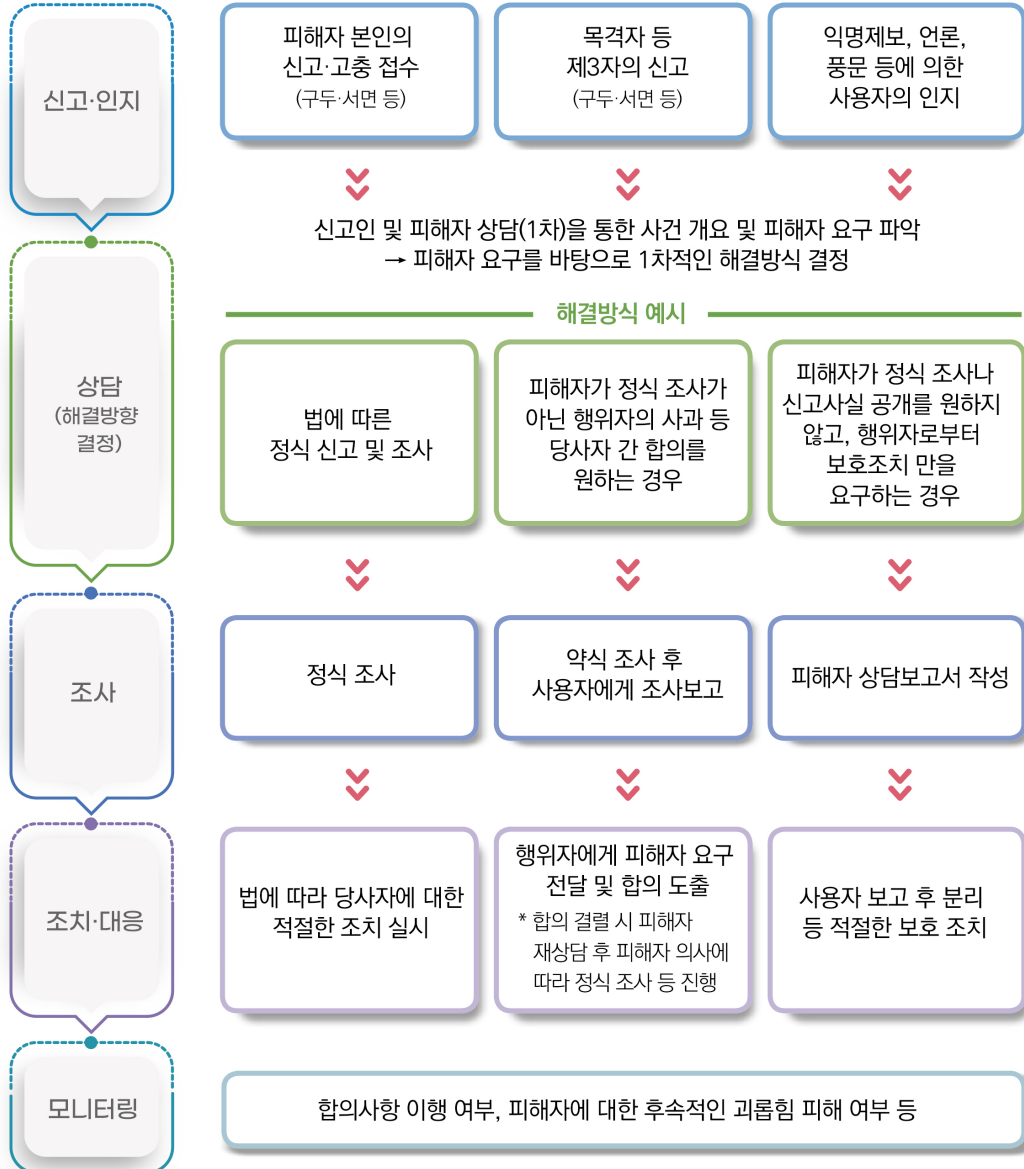 신고·인지
피해자 본인의
신고·고충 접수
(구두·서면 등)
목격자 등
제3자의 신고
(구두·서면 등)
익명제보, 언론,
풍문 등에 의한
사용자의 인지
신고인 및 피해자 상담(1차)을 통한 사건 개요 및 피해자 요구 파악
→ 피해자 요구를 바탕으로 1차적인 해결방식 결정
상담
(해결방향
결정)
해결방식 예시
법에 따른
정식 신고 및 조사
피해자가 정식 조사가
아닌 행위자의 사과 등
당사자 간 합의를
원하는 경우
피해자가 정식 조사나
신고사실 공개를 원하지
않고, 행위자로부터
보호조치 만을
요구하는 경우
조사
정식 조사
약식 조사 후
사용자에게 조사보고
피해자 상담보고서 작성
조치·대응
법에 따라 당사자에 대한
적절한 조치 실시
행위자에게 피해자 요구
전달 및 합의 도출
* 합의 결렬 시 피해자
재상담 후 피해자 의사에
따라 정식 조사 등 진행
사용자 보고 후 분리
등 적절한 보호 조치
모니터링
합의사항 이행 여부, 피해자에 대한 후속적인 괴롭힘 피해 여부 등